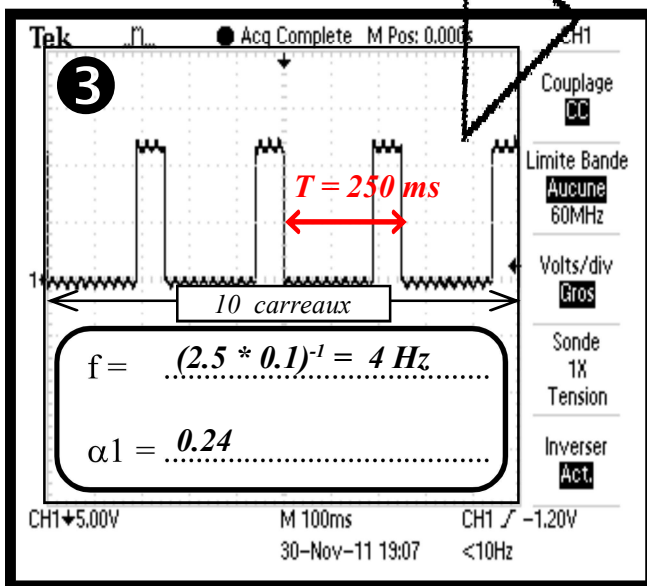 Tek Acq Complete M Pos: 0.000s CH1
❸
Couplage
CC
Limite Bande
Aucune
60MHz
T = 250 ms
Volts/div
Gros
1
10 carreaux
Sonde
1X
Tension
f = (2.5 * 0.1)⁻¹ = 4 Hz
α1 = 0.24
Inverser
Act.
CH1 5.00V M 100ms CH1 -1.20V
30-Nov-11 19:07 <10Hz